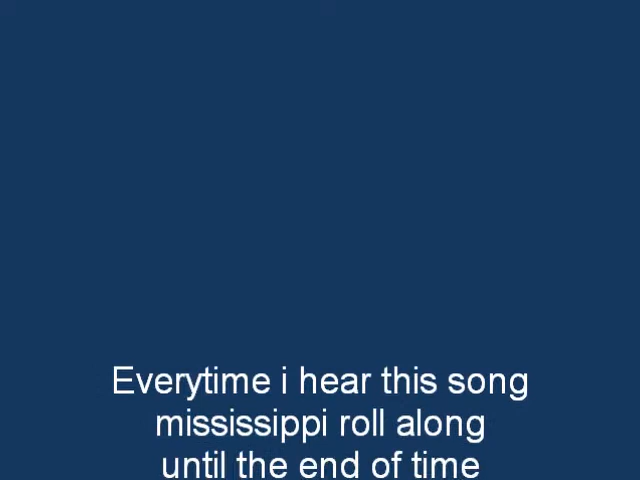 Everytime i hear this song
mississippi roll along
until the end of time